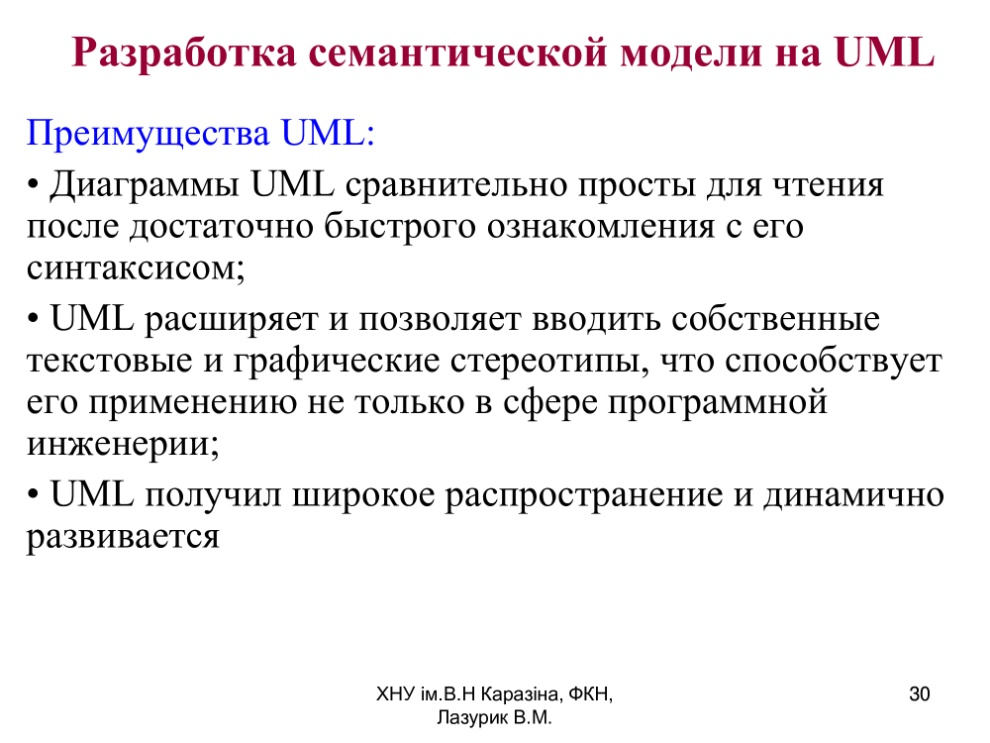 Разработка семантической модели на UML
Преимущества UML:
• Диаграммы UML сравнительно просты для чтения
после достаточно быстрого ознакомления с его
синтаксисом;
• UML расширяет и позволяет вводить собственные
текстовые и графические стереотипы, что способствует
его применению не только в сфере программной
инженерии;
• UML получил широкое распространение и динамично
развивается
ХНУ ім.В.Н Каразіна, ФКН,
Лазурик В.М.
30